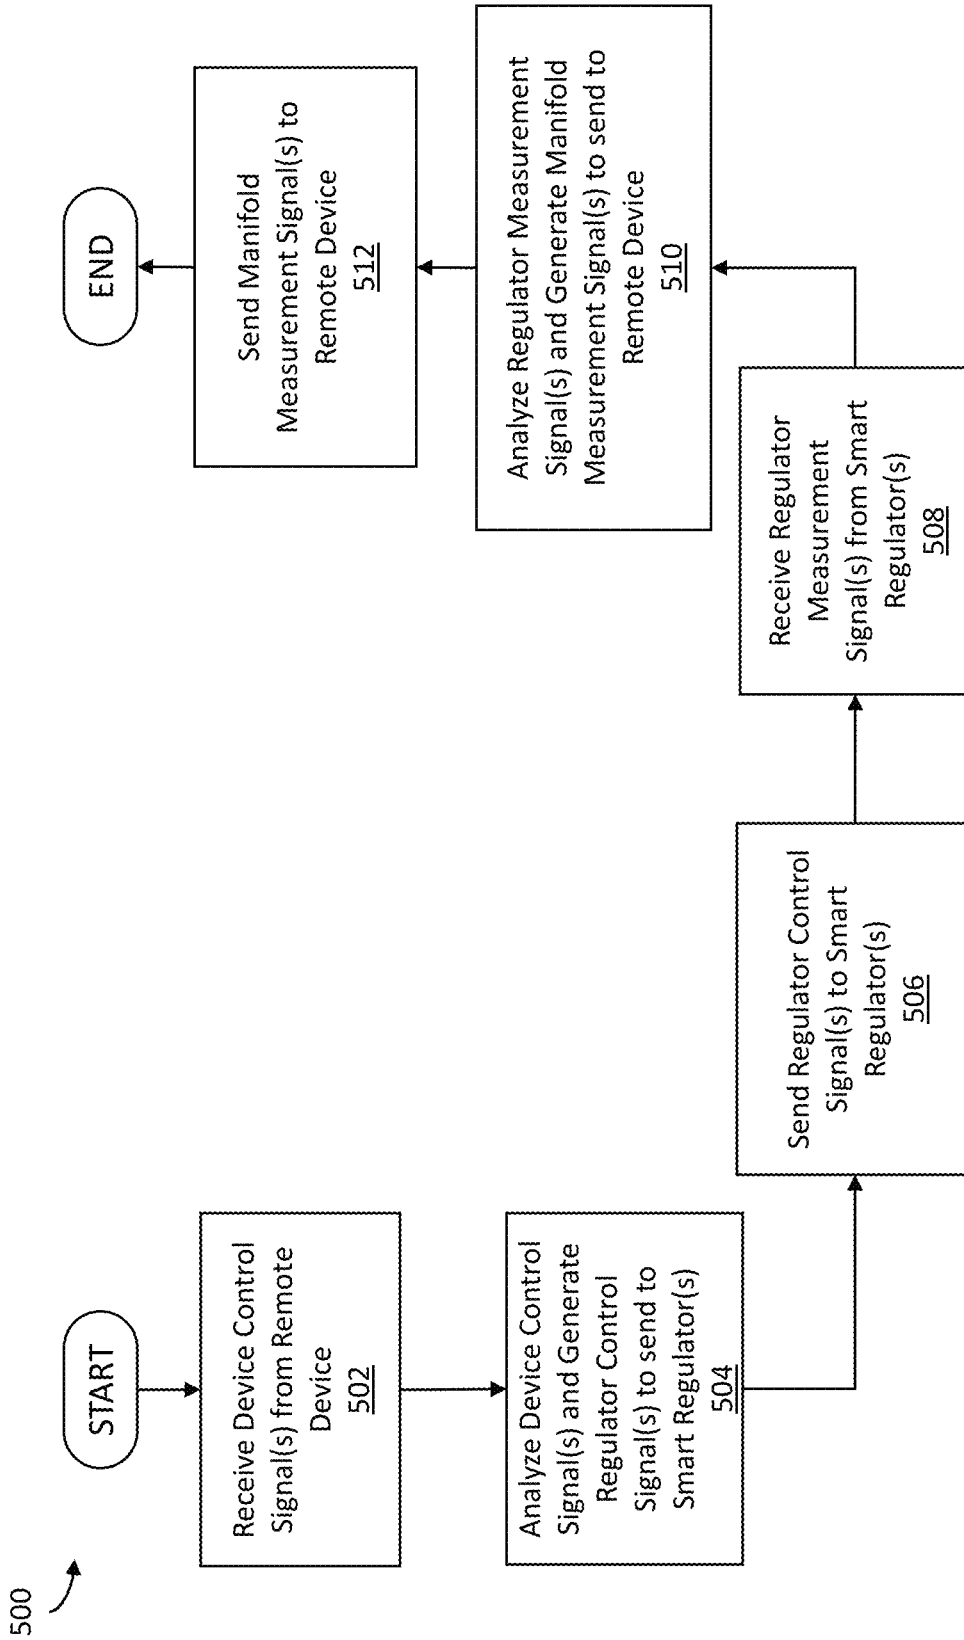 500
START
Receive Device Control
Signal(s) from Remote
Device
502
Analyze Device Control
Signal(s) and Generate
Regulator Control
Signal(s) to send to
Smart Regulator(s)
504
Send Regulator Control
Signal(s) to Smart
Regulator(s)
506
Receive Regulator
Measurement
Signal(s) from Smart
Regulator(s)
508
Analyze Regulator Measurement
Signal(s) and Generate Manifold
Measurement Signal(s) to send to
Remote Device
510
Send Manifold
Measurement Signal(s) to
Remote Device
512
END